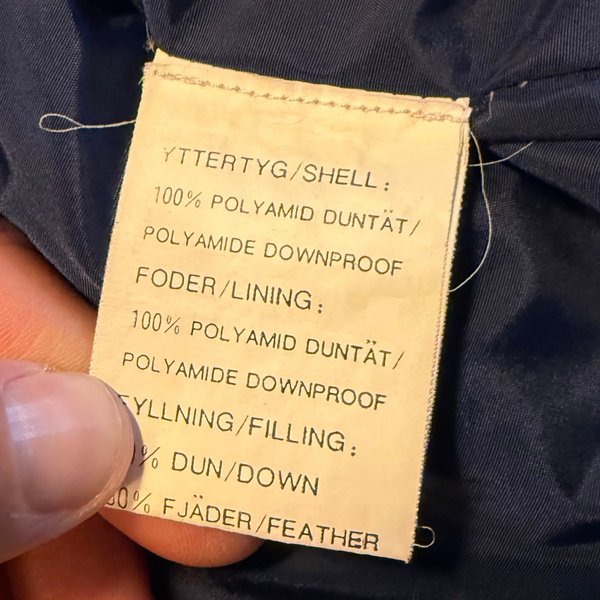 YTTERTYG/SHELL:
100% POLYAMID DUNTÄT/
POLYAMIDE DOWNPROOF
FODER/LINING:
100% POLYAMID DUNTÄT/
POLYAMIDE DOWNPROOF
FYLLNING/FILLING:
DUN/DOWN
FJÄDER/FEATHER